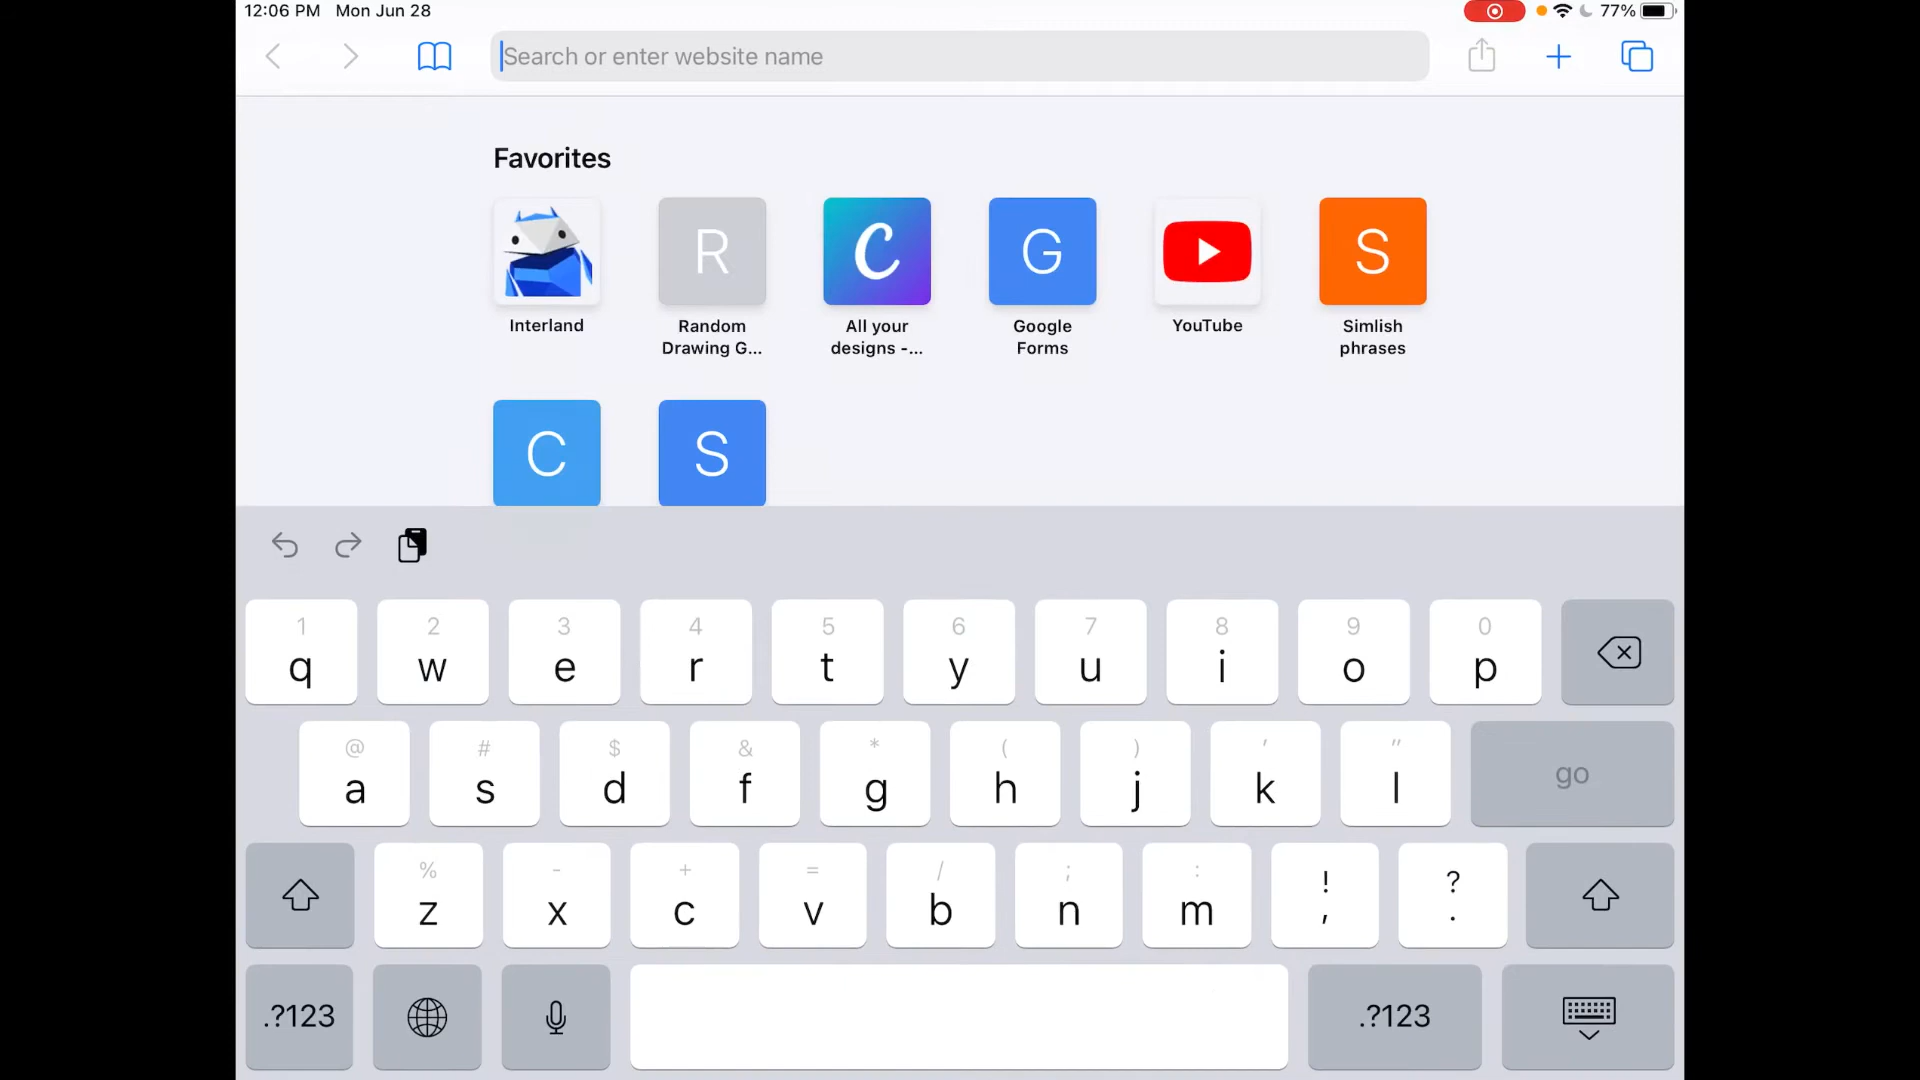 12:06 PM Mon Jun 28
77%
Search or enter website name
Favorites
R
C
G
S
Interland
Random
Drawing G...
All your
designs -...
Google
Forms
YouTube
Simlish
phrases
C
S
1 2 3 4 5 6 7 8 9 0
q w e r t y u i o p
@ # $ & * ( ) ' "
a s d f g h j k l go
% - + = / ; : ! ?
z x c v b n m , .
.?123 .?123